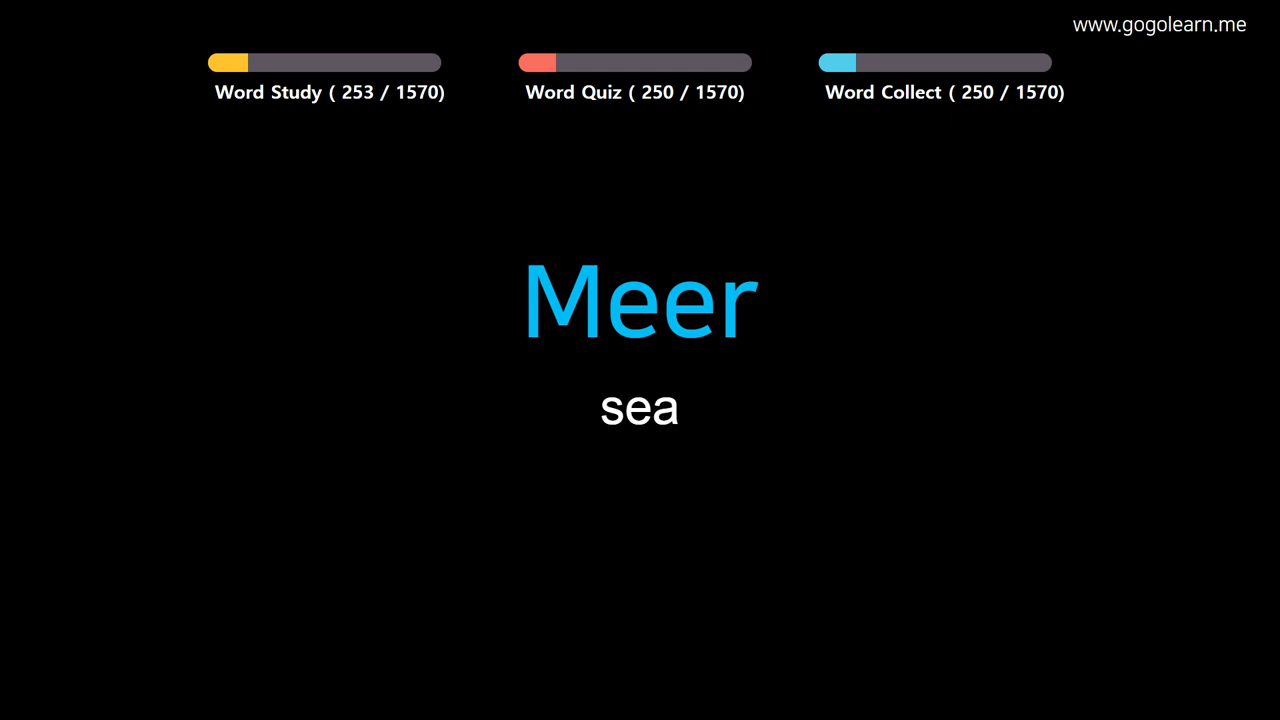 www.gogolearn.me
Word Study ( 253 / 1570)
Word Quiz ( 250 / 1570)
Word Collect ( 250 / 1570)
Meer
sea